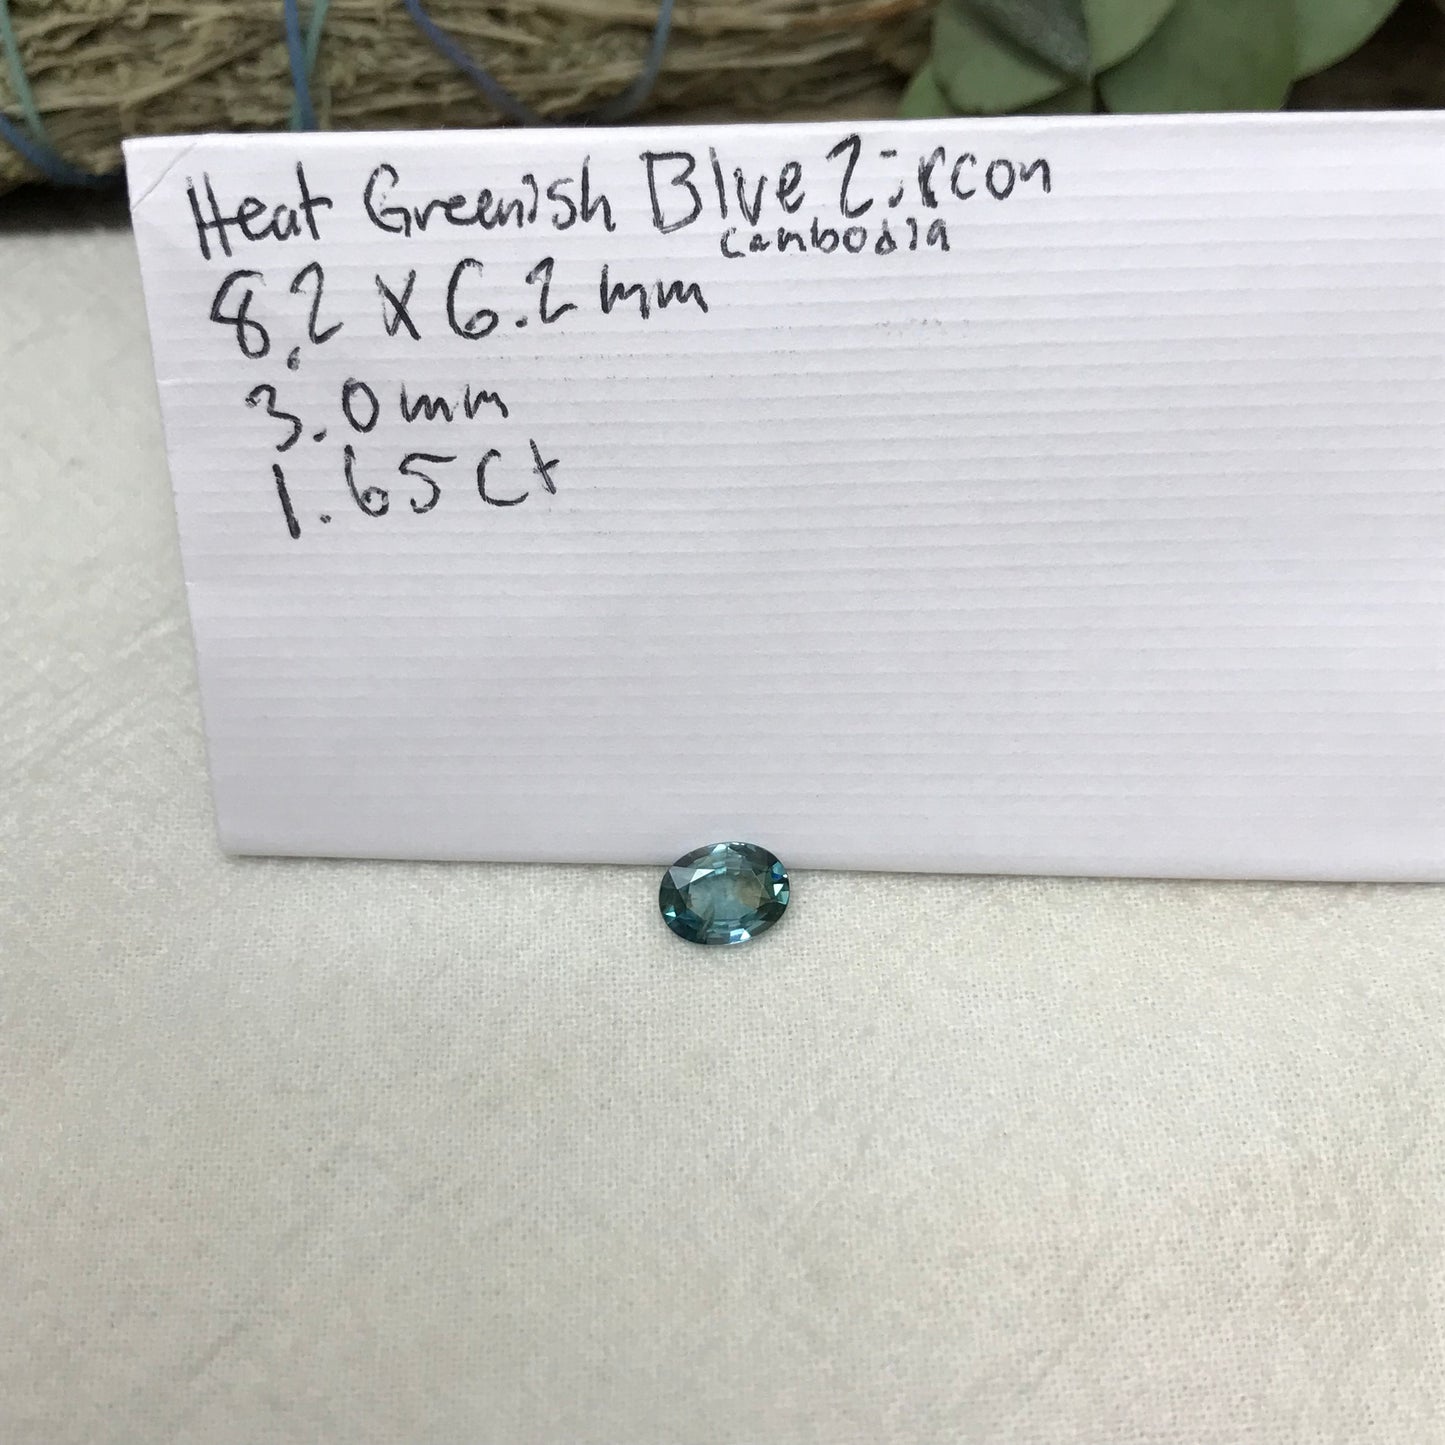 Heat Greenish Blue Zircon
Cambodia
8.2 x 6.2 mm
3.0 mm
1.65 Ct